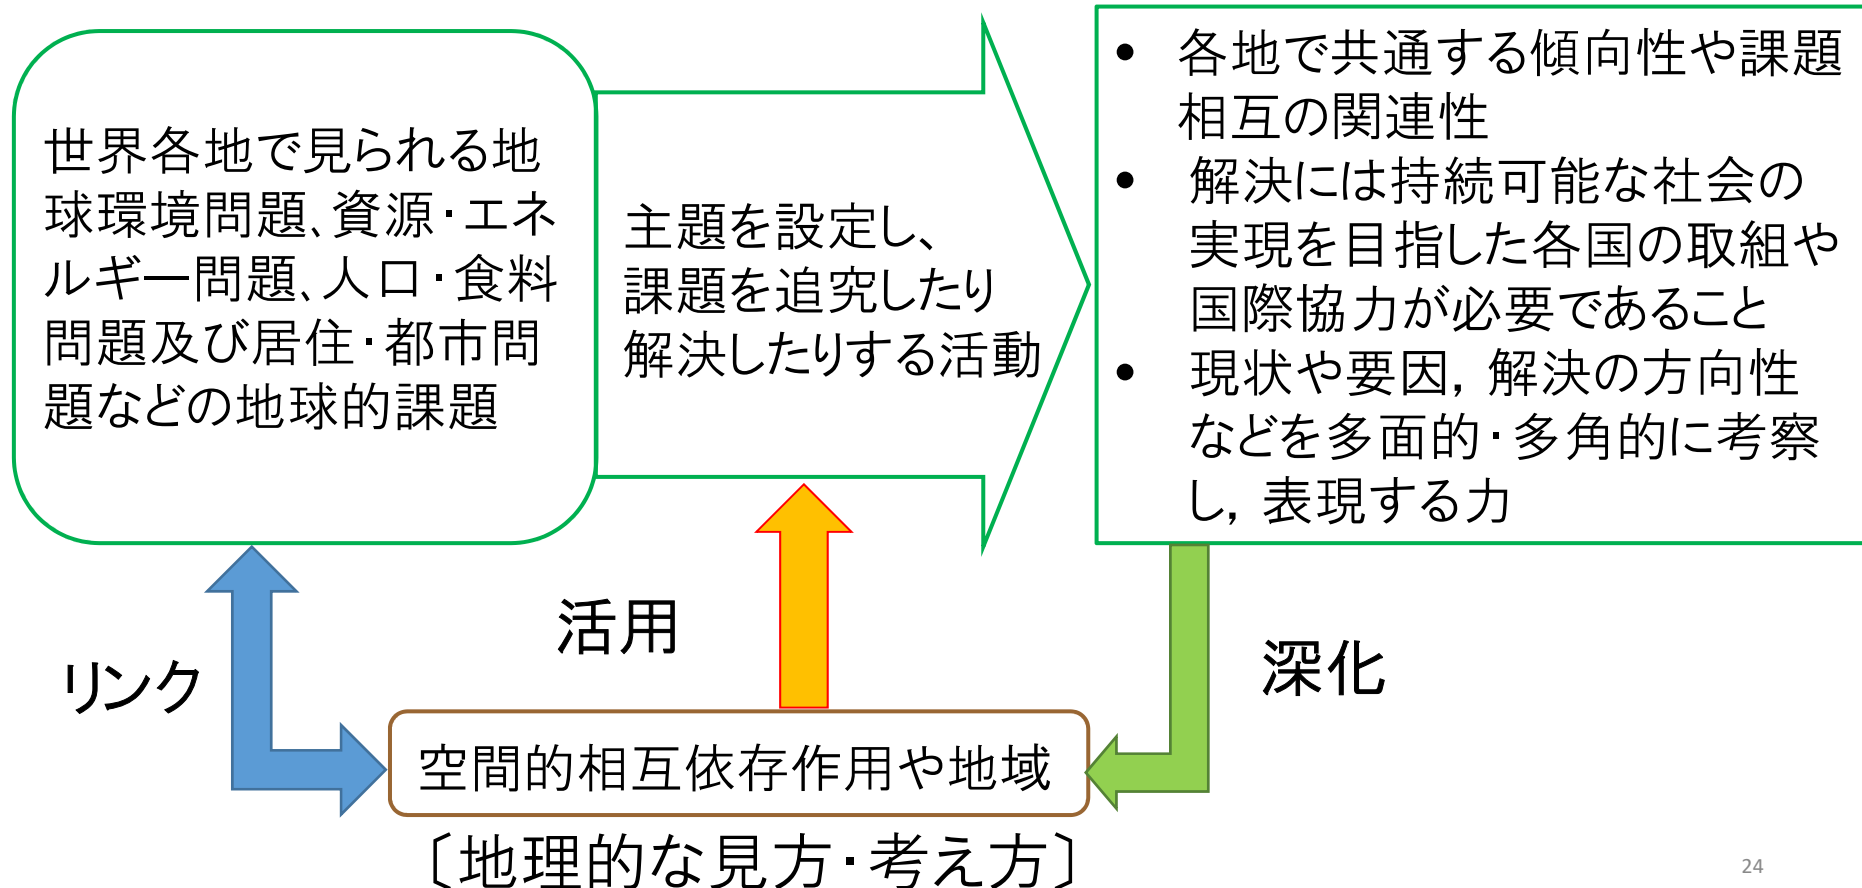 世界各地で見られる地
球環境問題､資源･エネ
ルギー問題､人口･食料
問題及び居住･都市問
題などの地球的課題
主題を設定し､
課題を追究したり
解決したりする活動
• 各地で共通する傾向性や課題
相互の関連性
• 解決には持続可能な社会の
実現を目指した各国の取組や
国際協力が必要であること
• 現状や要因，解決の方向性
などを多面的･多角的に考察
し，表現する力
リンク
活用
深化
空間的相互依存作用や地域
〔地理的な見方･考え方〕
24